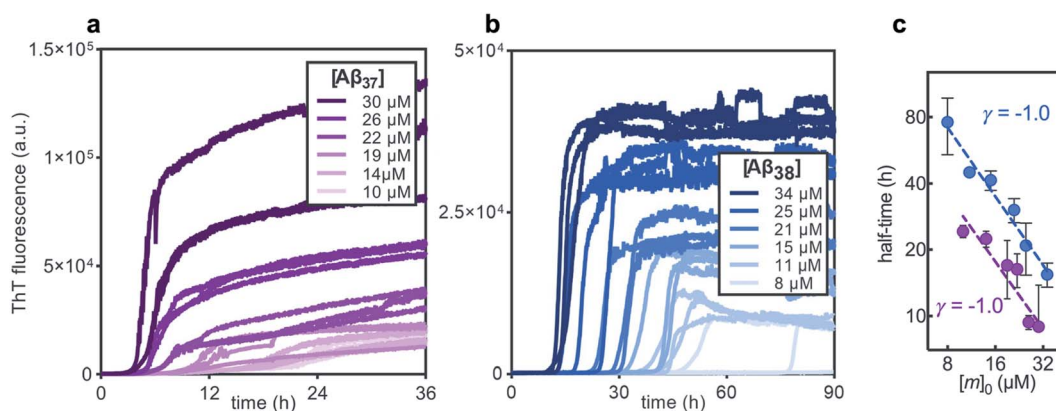 a
ThT fluorescence (a.u.)
1.5×10⁵
1×10⁵
5×10⁴
0
0
12
24
36
time (h)
[Aβ₃₇]
30 μM
26 μM
22 μM
19 μM
14μM
10 μM
b
5×10⁴
2.5×10⁴
0
0
30
60
90
time (h)
[Aβ₃₈]
34 μM
25 μM
21 μM
15 μM
11 μM
8 μM
c
half-time (h)
80
40
20
10
8
16
32
[m]₀ (μM)
γ = -1.0
γ = -1.0